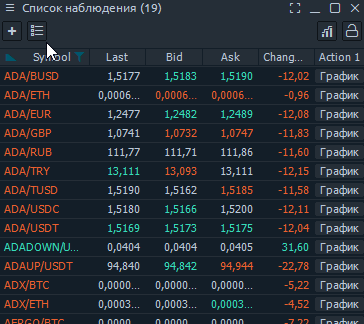 Список наблюдения (19)
Symbol Last Bid Ask Chang... Action 1
ADA/BUSD 1,5177 1,5183 1,5190 -12,02 График
ADA/ETH 0,0006... 0,0006... 0,0006... -0,96 График
ADA/EUR 1,2477 1,2482 1,2489 -12,08 График
ADA/GBP 1,0741 1,0732 1,0747 -11,83 График
ADA/RUB 111,77 111,71 111,86 -11,60 График
ADA/TRY 13,111 13,093 13,111 -12,15 График
ADA/TUSD 1,5190 1,5162 1,5185 -11,58 График
ADA/USDC 1,5180 1,5166 1,5200 -12,11 График
ADA/USDT 1,5169 1,5173 1,5175 -12,04 График
ADADOWN/U... 0,0404 0,0404 0,0405 31,60 График
ADAUP/USDT 94,840 94,842 94,944 -22,78 График
ADX/BTC 0,0000... 0,0000... 0,0000... -5,22 График
ADX/ETH 0,0003... 0,0003... 0,0003... -4,52 График
AERGO/BTC 0,0000... 0,0000... 0,0000... -7,22 График